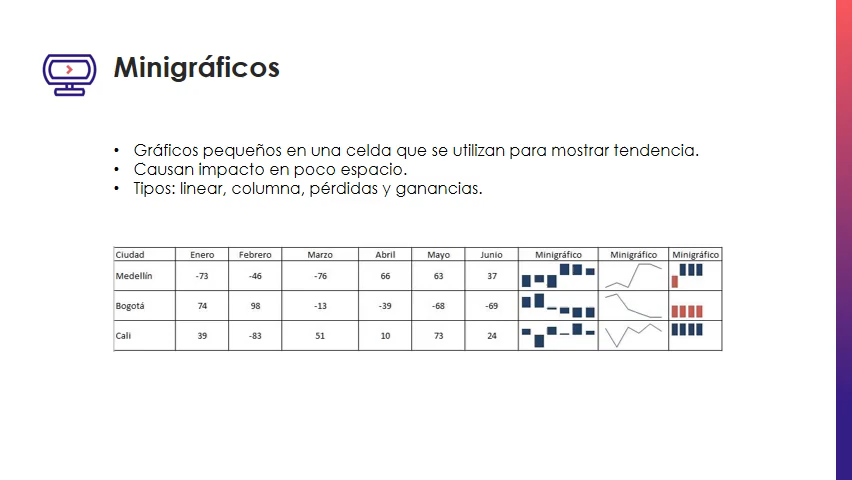 Minigráficos
• Gráficos pequeños en una celda que se utilizan para mostrar tendencia.
• Causan impacto en poco espacio.
• Tipos: linear, columna, pérdidas y ganancias.
Ciudad Enero Febrero Marzo Abril Mayo Junio Minigráfico Minigráfico Minigráfico
Medellín -73 -46 -76 66 63 37
Bogotá 74 98 -13 -39 -68 -69
Cali 39 -83 51 10 73 24